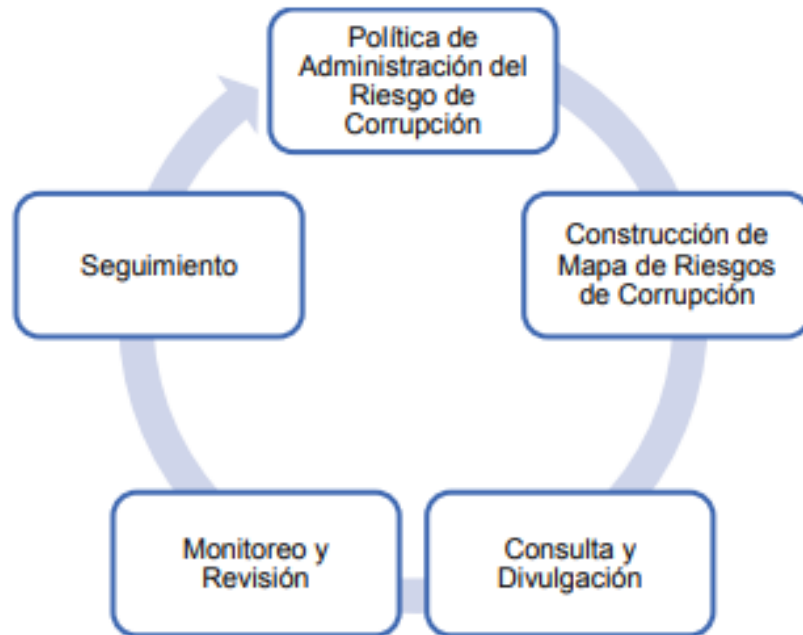 Política de
Administración del
Riesgo de
Corrupción
Construcción de
Mapa de Riesgos
de Corrupción
Consulta y
Divulgación
Monitoreo y
Revisión
Seguimiento